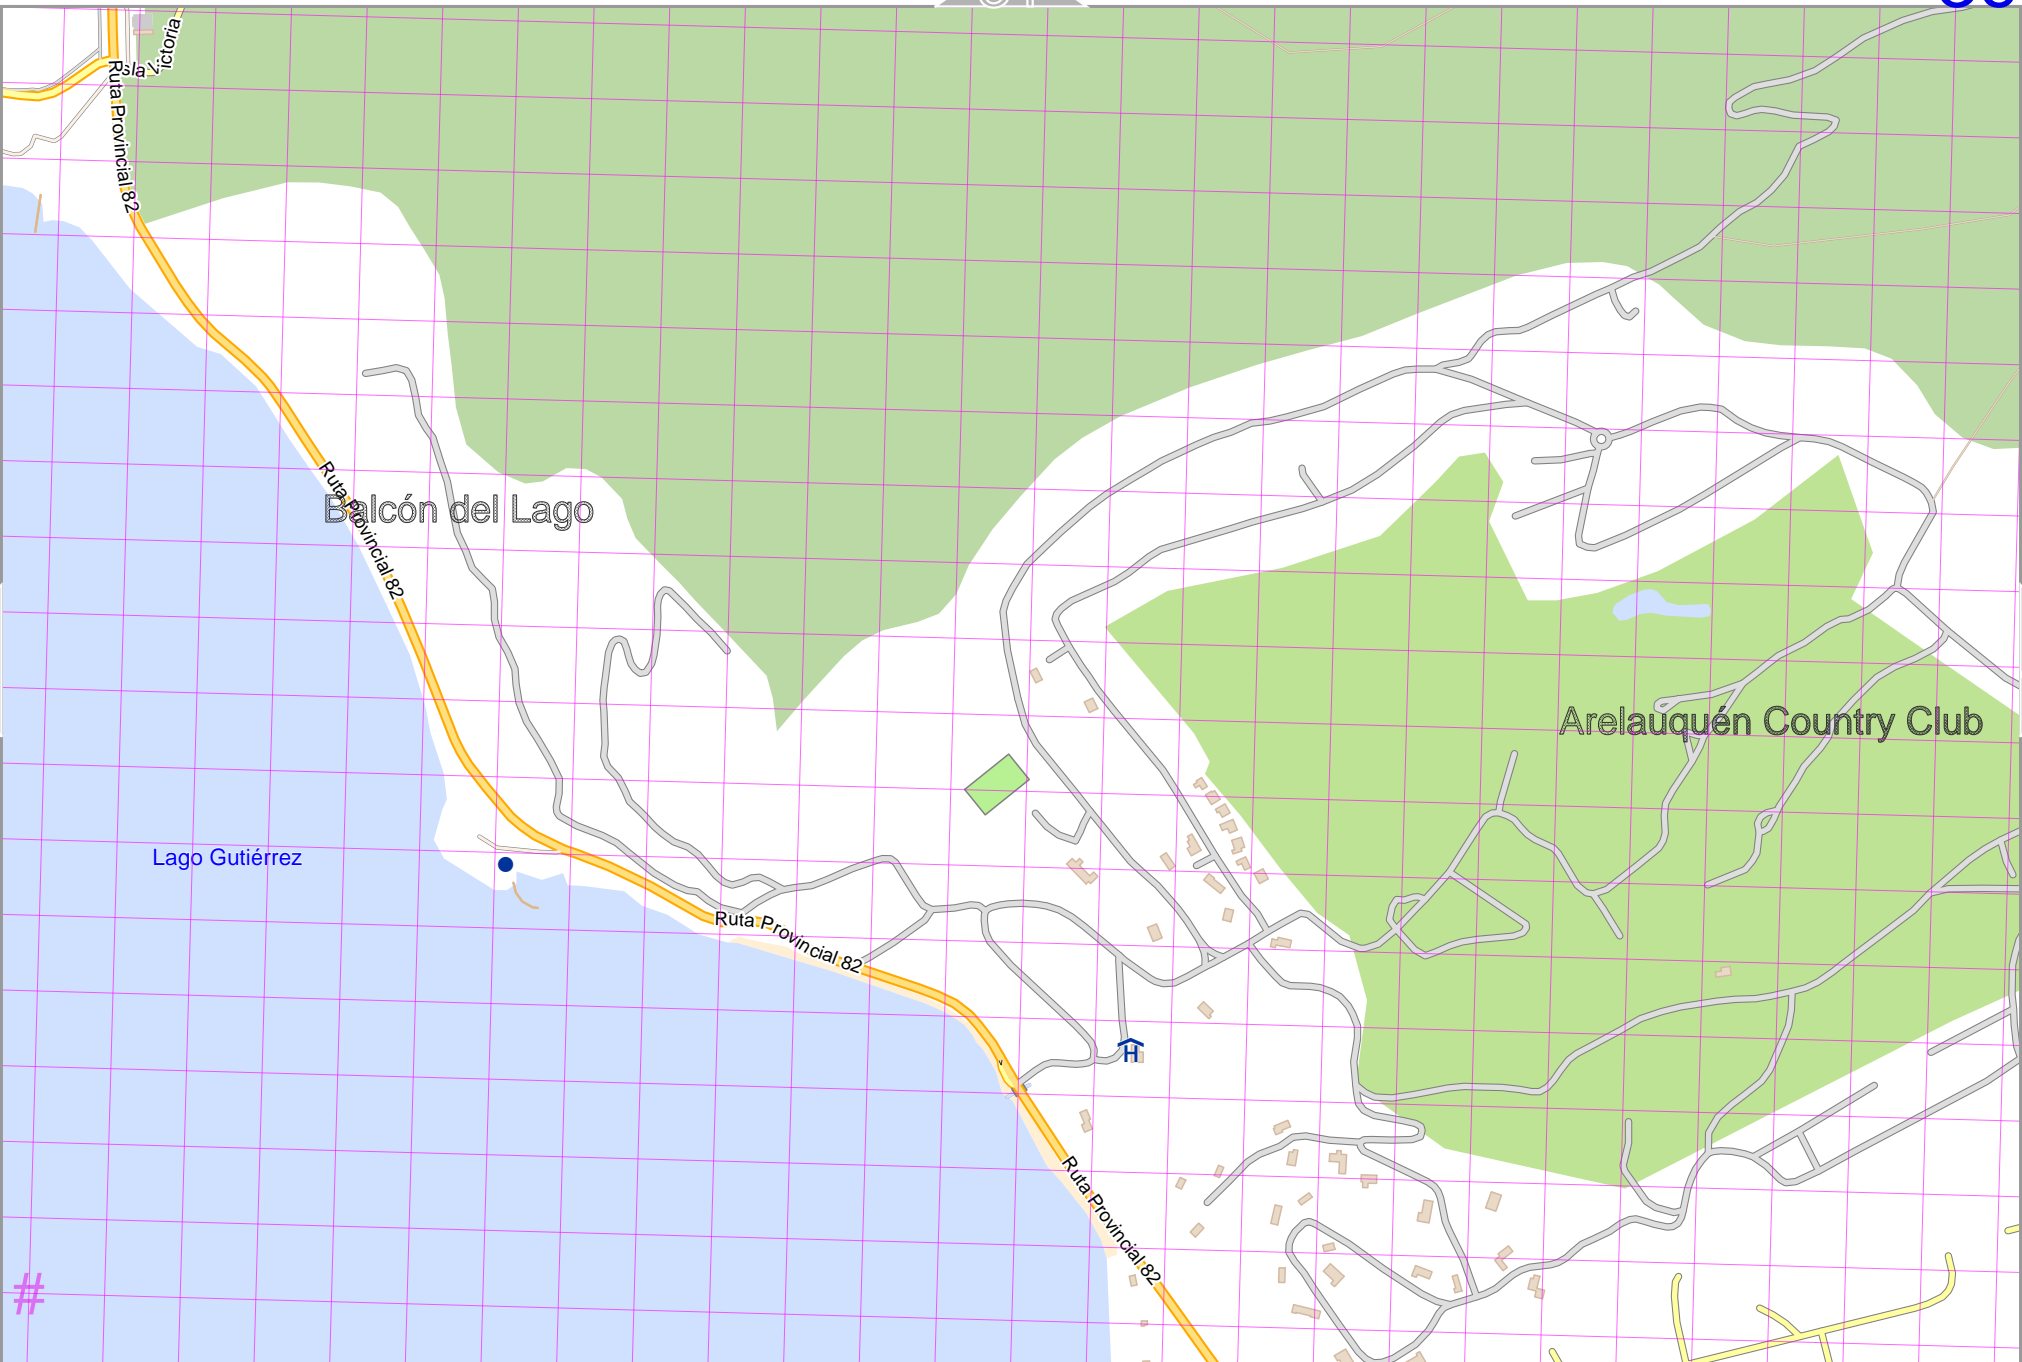 Isla Victoria
Ruta Provincial 82
Ruta Provincial 82
Balcón del Lago
Arelauquén Country Club
Lago Gutiérrez
Ruta Provincial 82
H
Ruta Provincial 82
#